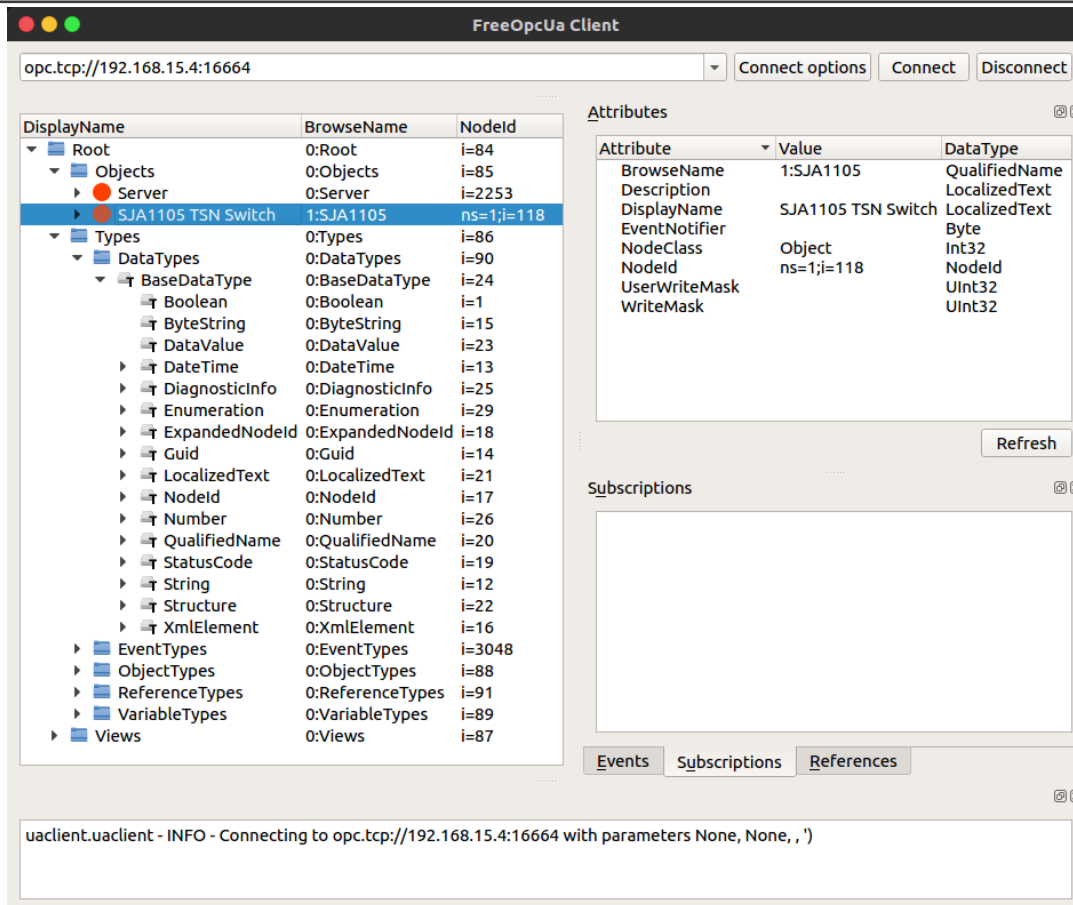 FreeOpcUa Client
opc.tcp://192.168.15.4:16664 Connect options Connect Disconnect
DisplayName BrowseName NodeId
Root 0:Root i=84
Objects 0:Objects i=85
Server 0:Server i=2253
SJA1105 TSN Switch 1:SJA1105 ns=1;i=118
Types 0:Types i=86
DataTypes 0:DataTypes i=90
BaseDataType 0:BaseDataType i=24
Boolean 0:Boolean i=1
ByteString 0:ByteString i=15
DataValue 0:DataValue i=23
DateTime 0:DateTime i=13
DiagnosticInfo 0:DiagnosticInfo i=25
Enumeration 0:Enumeration i=29
ExpandedNodeId 0:ExpandedNodeId i=18
Guid 0:Guid i=14
LocalizedText 0:LocalizedText i=21
NodeId 0:NodeId i=17
Number 0:Number i=26
QualifiedName 0:QualifiedName i=20
StatusCode 0:StatusCode i=19
String 0:String i=12
Structure 0:Structure i=22
XmlElement 0:XmlElement i=16
EventTypes 0:EventTypes i=3048
ObjectTypes 0:ObjectTypes i=88
ReferenceTypes 0:ReferenceTypes i=91
VariableTypes 0:VariableTypes i=89
Views 0:Views i=87
Attributes
Attribute Value DataType
BrowseName 1:SJA1105 QualifiedName
Description LocalizedText
DisplayName SJA1105 TSN Switch LocalizedText
EventNotifier Byte
NodeClass Object Int32
NodeId ns=1;i=118 NodeId
UserWriteMask UInt32
WriteMask UInt32
Refresh
Subscriptions
Events Subscriptions References
uaclient.uaclient - INFO - Connecting to opc.tcp://192.168.15.4:16664 with parameters None, None, , ')